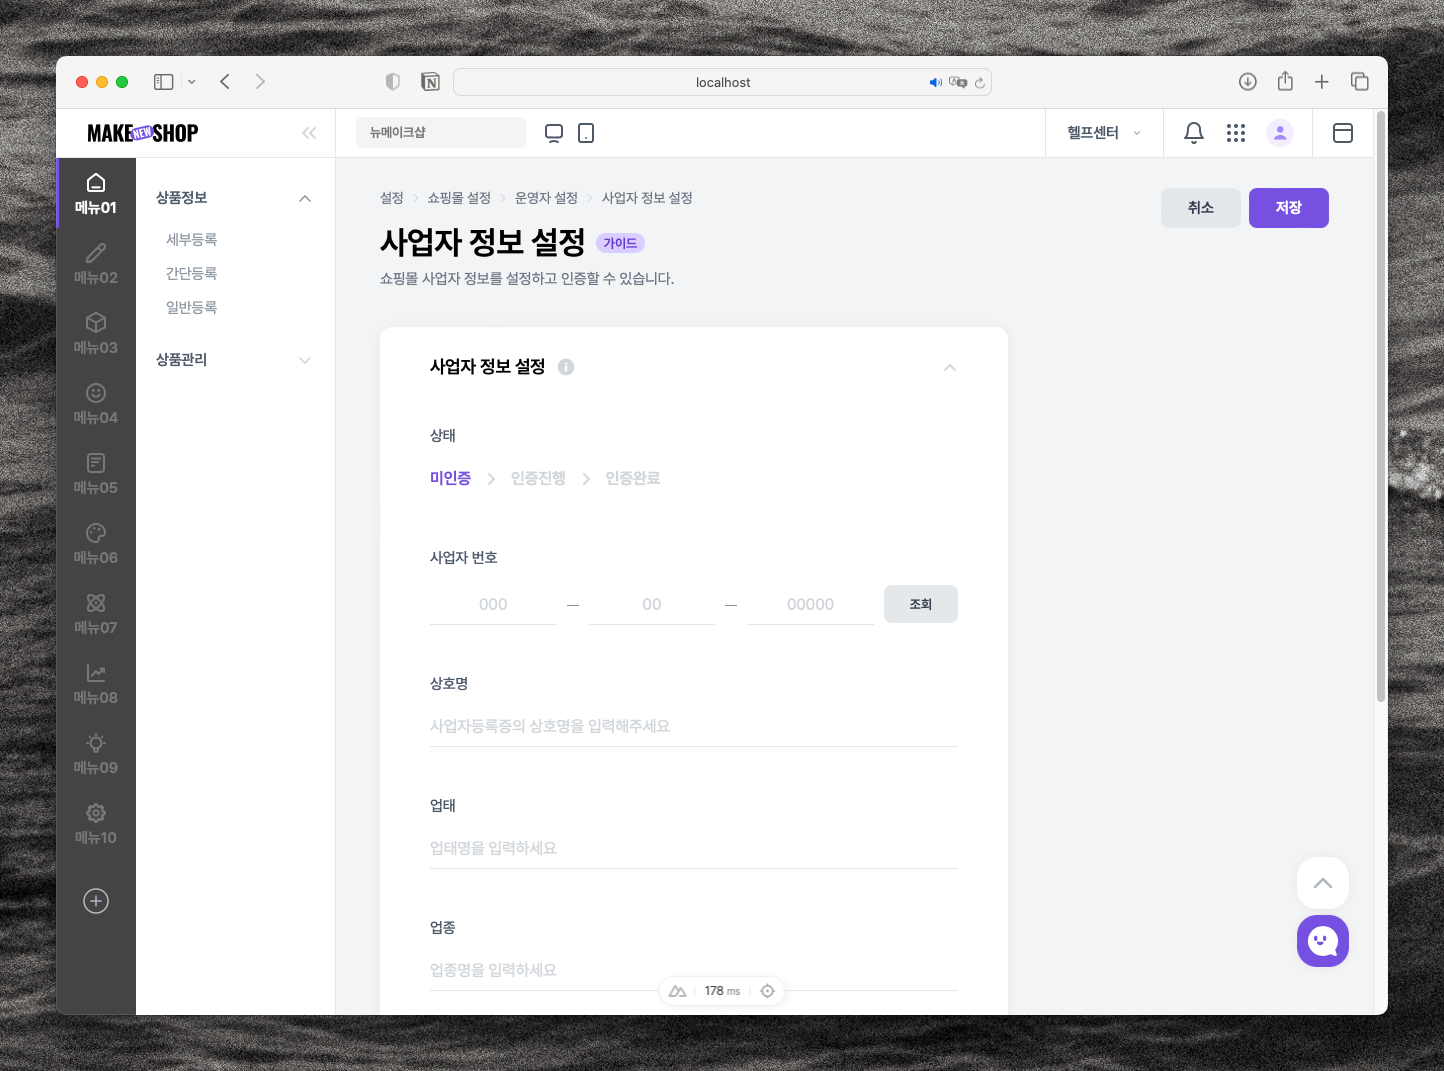 localhost
MAKE NEW SHOP
뉴메이크샵
헬프센터
메뉴01
메뉴02
메뉴03
메뉴04
메뉴05
메뉴06
메뉴07
메뉴08
메뉴09
메뉴10
상품정보
세부등록
간단등록
일반등록
상품관리
설정 > 쇼핑몰 설정 > 운영자 설정 > 사업자 정보 설정
취소
저장
사업자 정보 설정 가이드
쇼핑몰 사업자 정보를 설정하고 인증할 수 있습니다.
사업자 정보 설정
상태
미인증 > 인증진행 > 인증완료
사업자 번호
000 — 00 — 00000 조회
상호명
사업자등록증의 상호명을 입력해주세요
업태
업태명을 입력하세요
업종
업종명을 입력하세요
178 ms